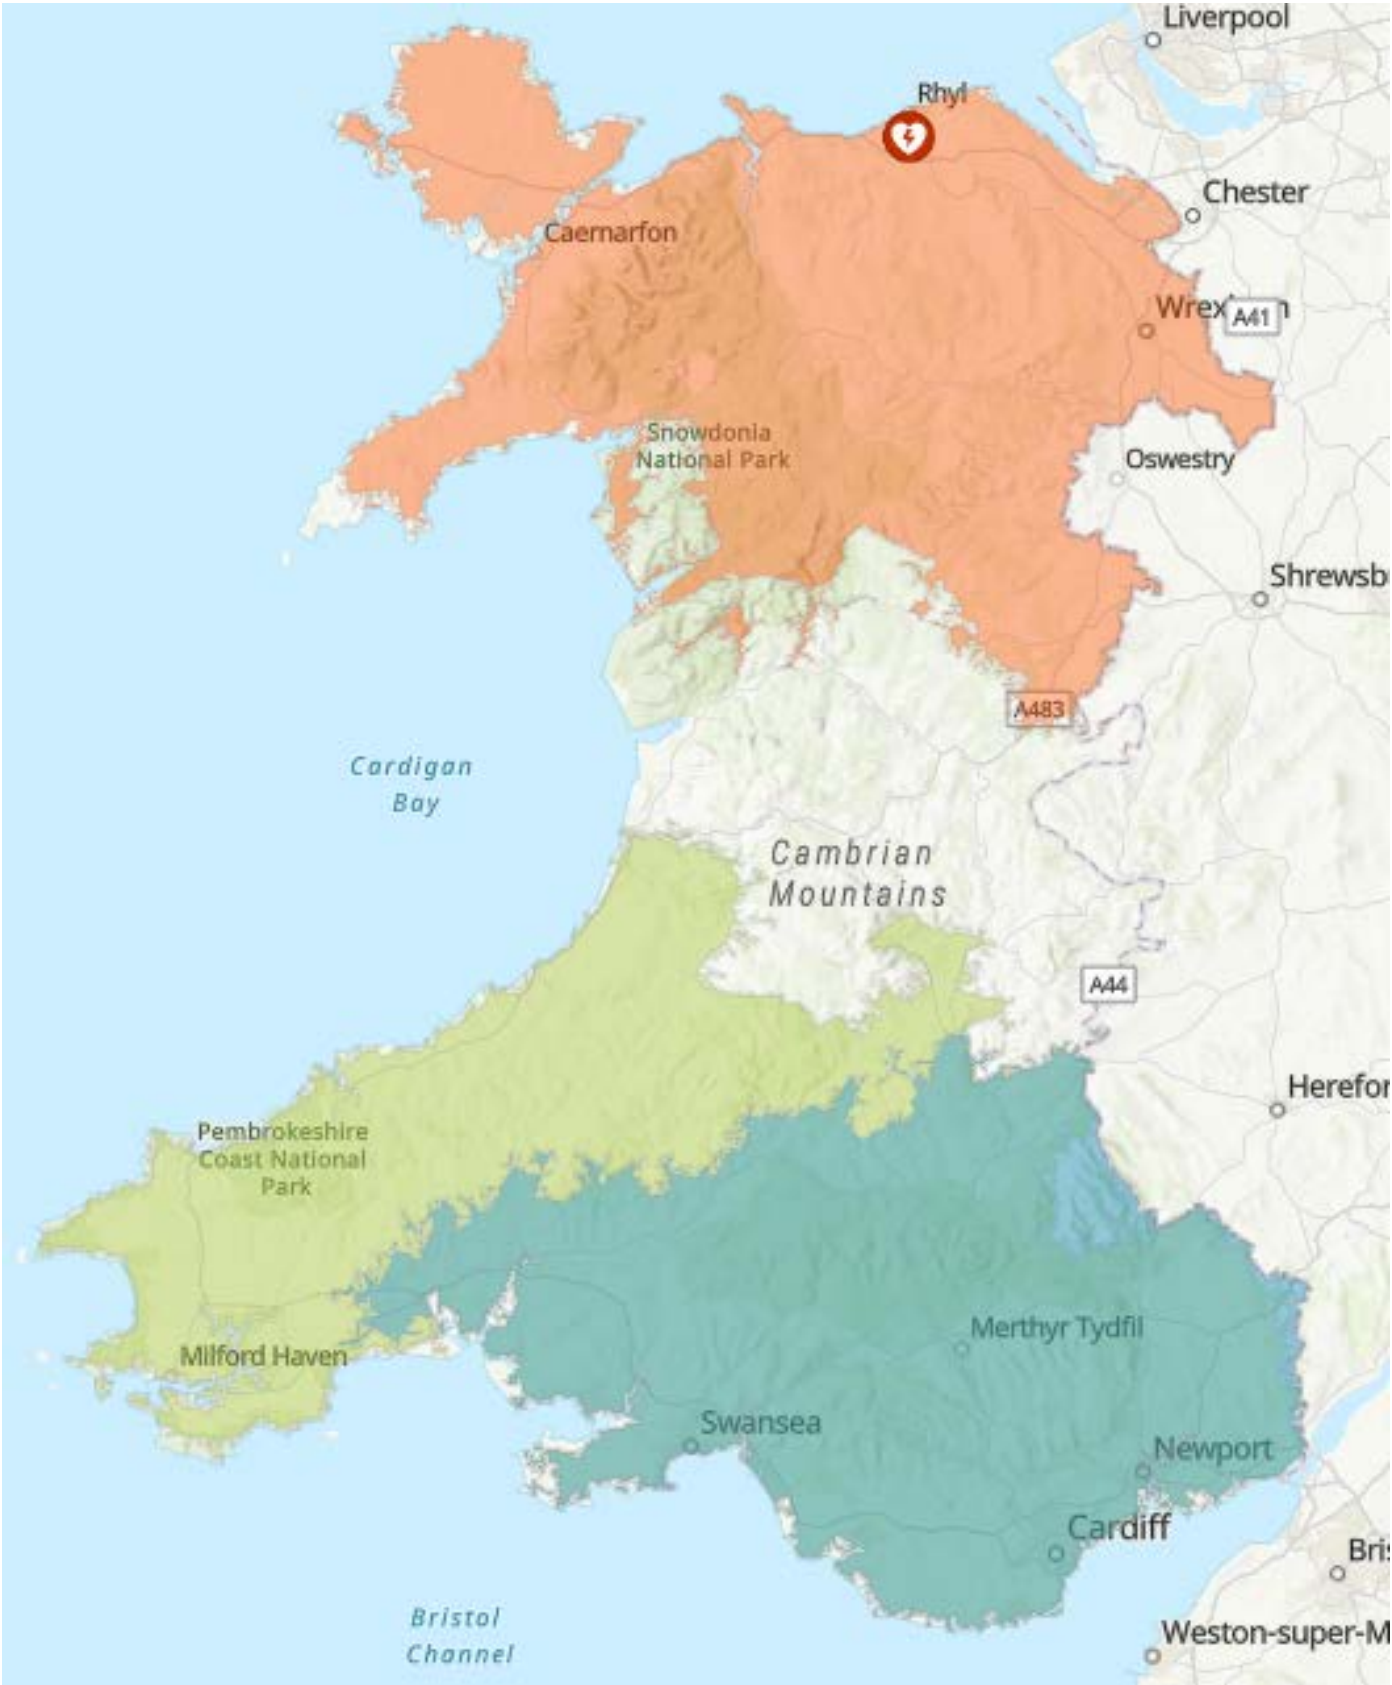 Liverpool
Rhyl
Chester
Caernarfon
A41
Snowdonia
National Park
Oswestry
A483
Cardigan
Bay
Cambrian
Mountains
A44
Pembrokeshire
Coast National
Park
Milford Haven
Merthyr Tydfil
Swansea
Newport
Cardiff
Bristol
Channel
Shrewsb
Herefor
Bris
Weston-super-M